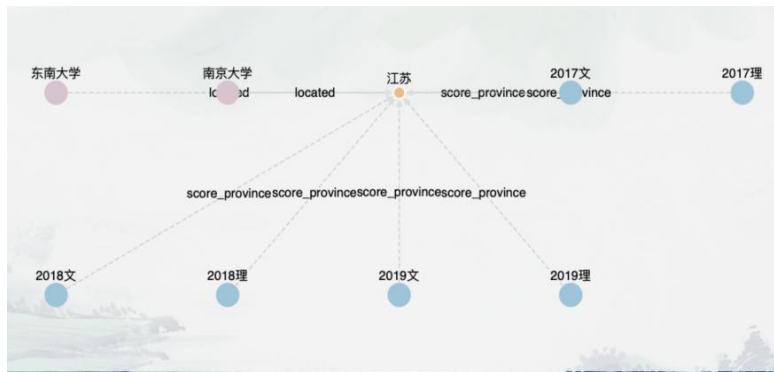 东南大学
南京大学
江苏
2017文
2017理
located
located
score_province
score_province
score_province
score_province
score_province
score_province
2018文
2018理
2019文
2019理